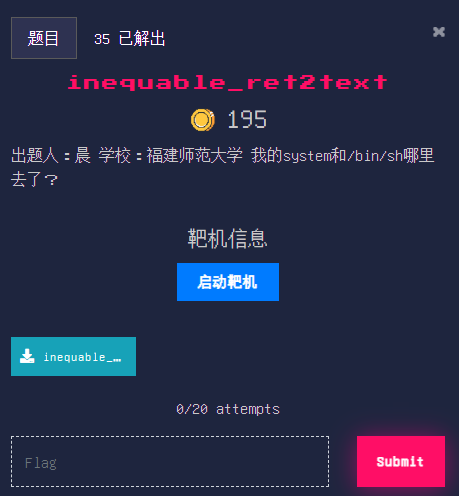 题目 35 已解出
inequable_ret2text
195
出题人：晨 学校：福建师范大学 我的system和/bin/sh哪里
去了？
靶机信息
启动靶机
inequable_…
0/20 attempts
Flag
Submit